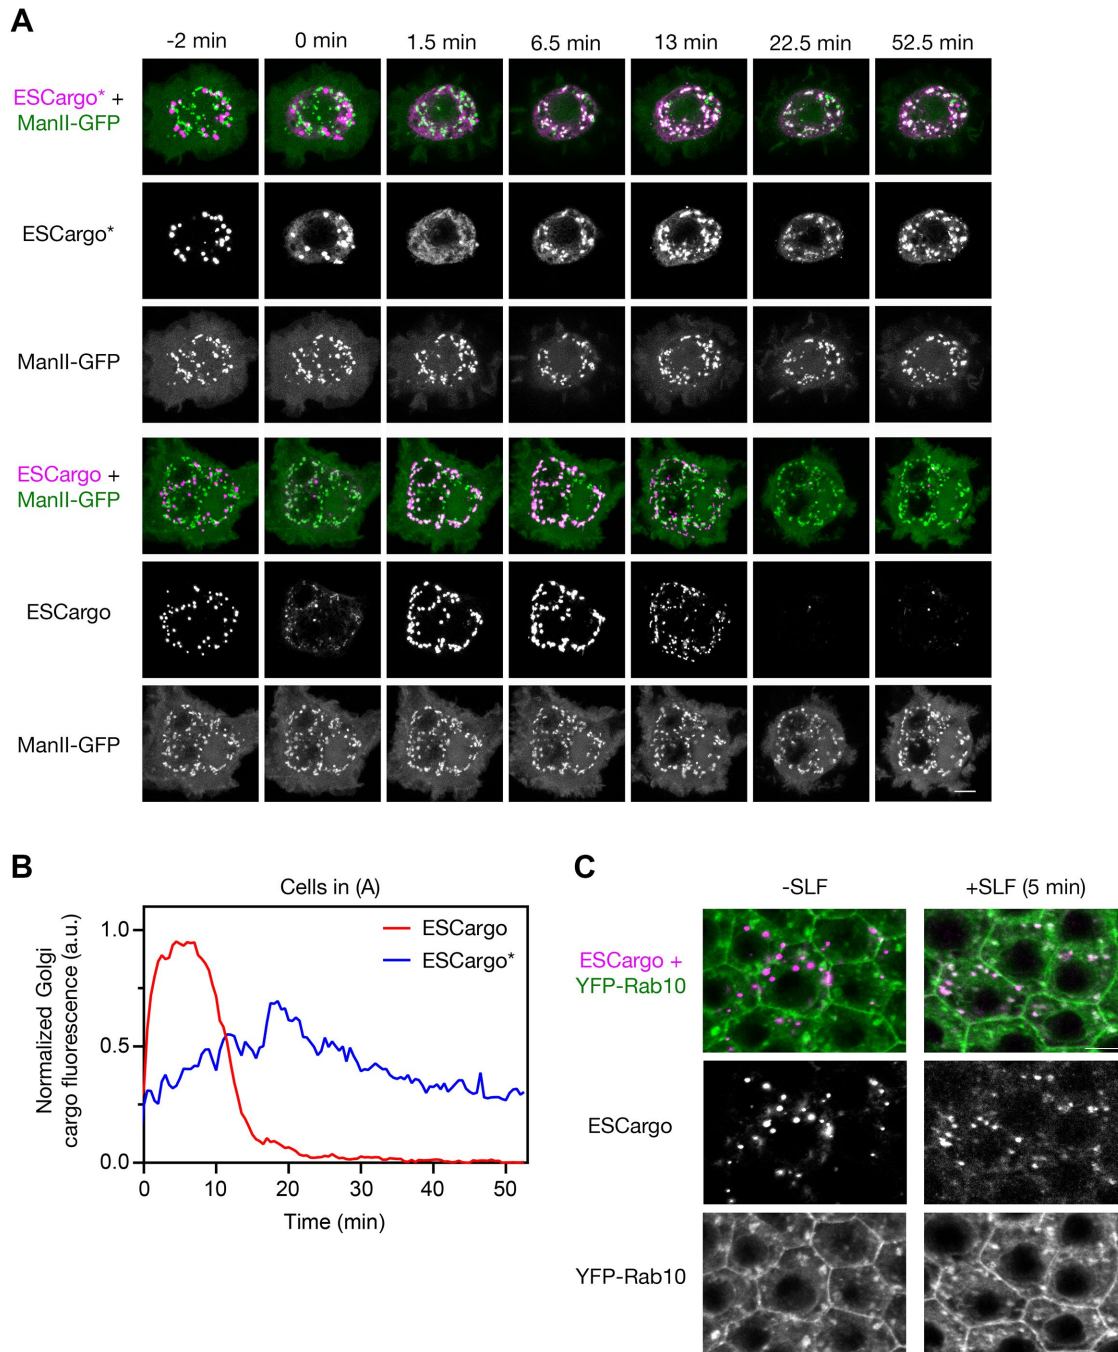 A
-2 min 0 min 1.5 min 6.5 min 13 min 22.5 min 52.5 min
ESCargo* +
ManII-GFP
ESCargo*
ManII-GFP
ESCargo +
ManII-GFP
ESCargo
ManII-GFP
B
Cells in (A)
Normalized Golgi
cargo fluorescence (a.u.)
1.0
0.5
0.0
ESCargo
ESCargo*
0 10 20 30 40 50
Time (min)
C
-SLF +SLF (5 min)
ESCargo +
YFP-Rab10
ESCargo
YFP-Rab10